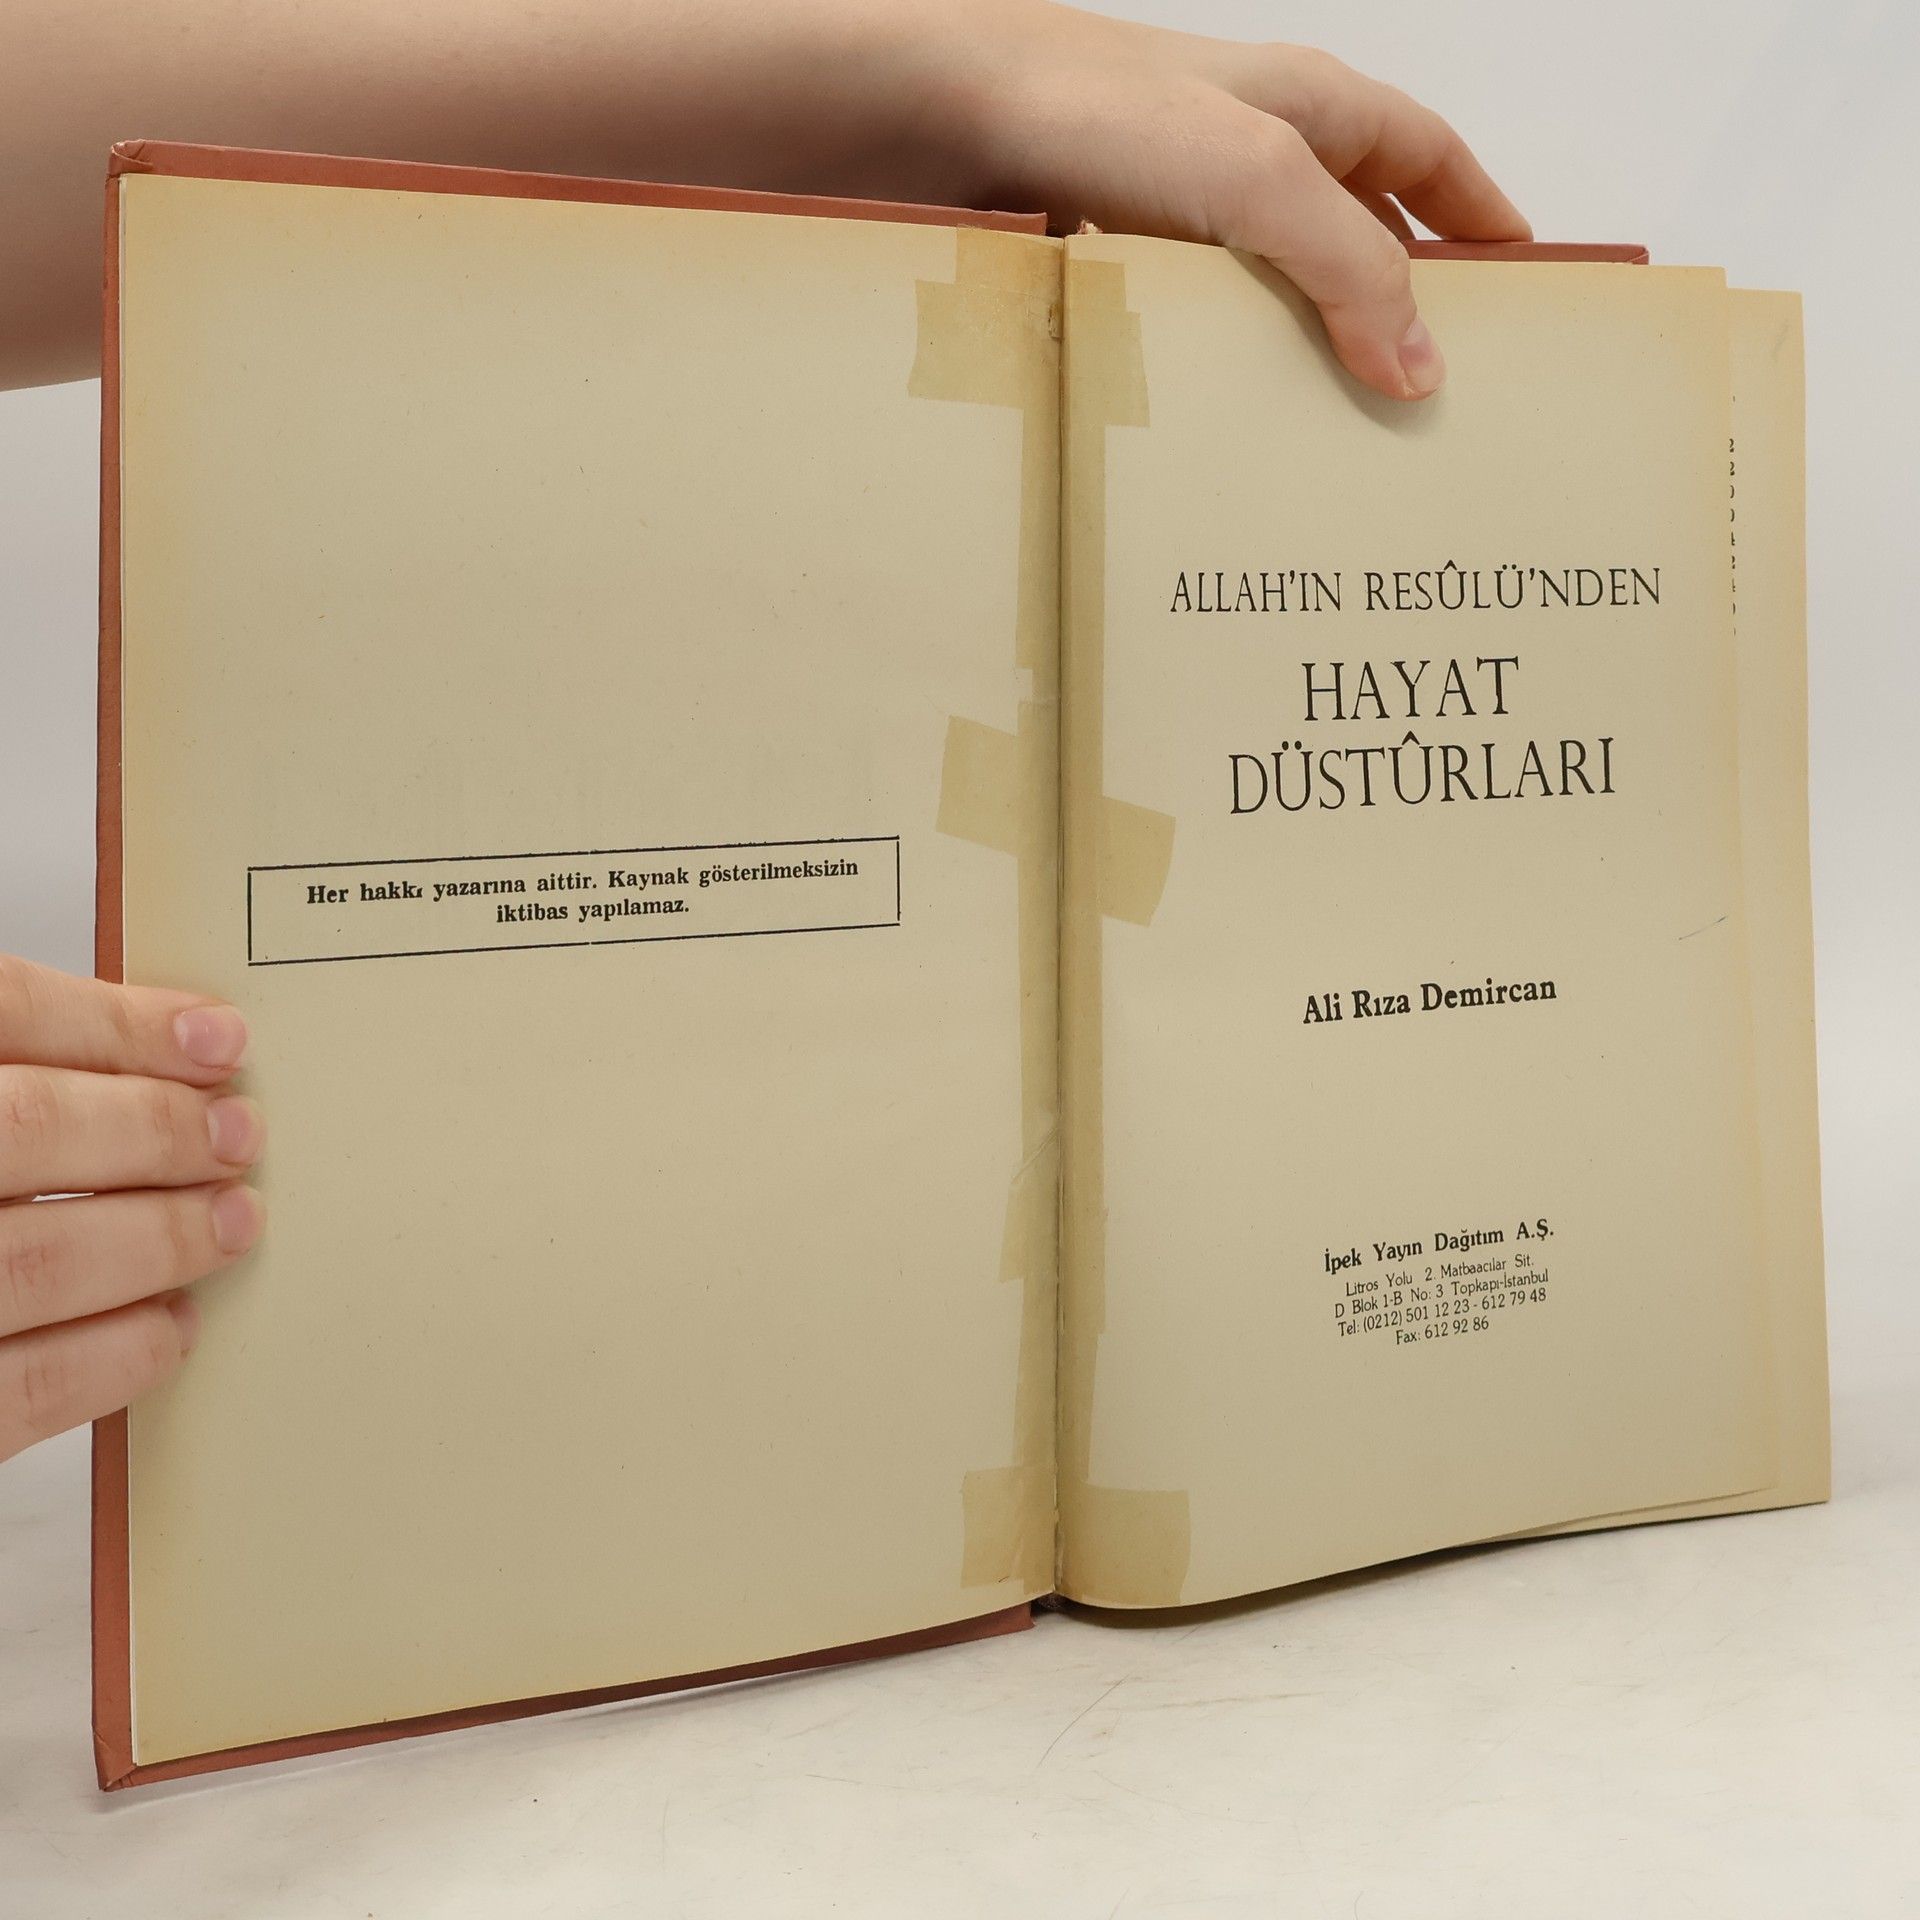 Her hakkı yazarına aittir. Kaynak gösterilmeksizin
iktibas yapılamaz.
ALLAH'IN RESÛLÜ'NDEN
HAYAT
DÜSTÛRLARI
Ali Rıza Demircan
İpek Yayın Dağıtım A.Ş.
Litros Yolu 2. Matbaacılar Sit.
D Blok 1-B No: 3 Topkapı-İstanbul
Tel: (0212) 501 12 23 - 612 79 48
Fax: 612 92 86